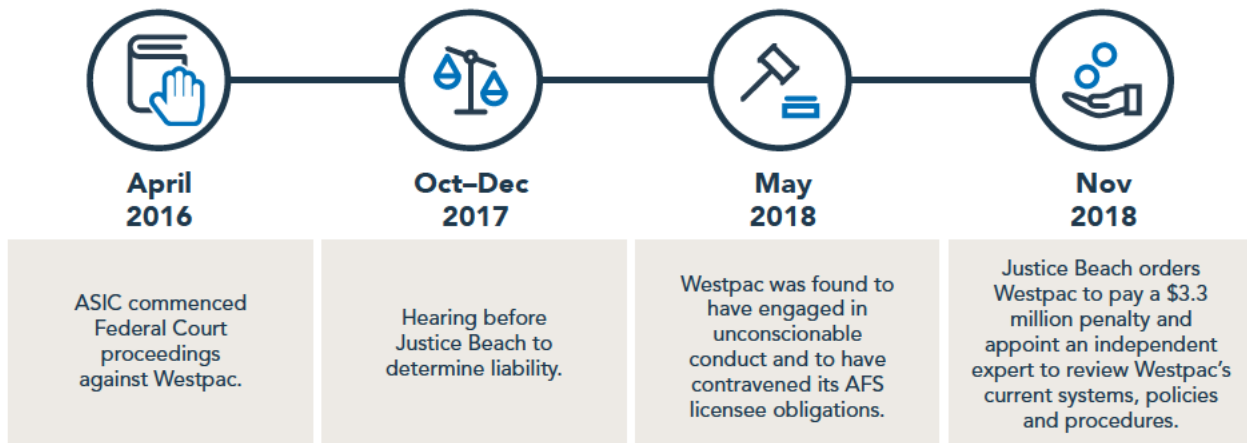 April
2016
ASIC commenced
Federal Court
proceedings
against Westpac.
Oct–Dec
2017
Hearing before
Justice Beach to
determine liability.
May
2018
Westpac was found to
have engaged in
unconscionable
conduct and to have
contravened its AFS
licensee obligations.
Nov
2018
Justice Beach orders
Westpac to pay a $3.3
million penalty and
appoint an independent
expert to review Westpac’s
current systems, policies
and procedures.